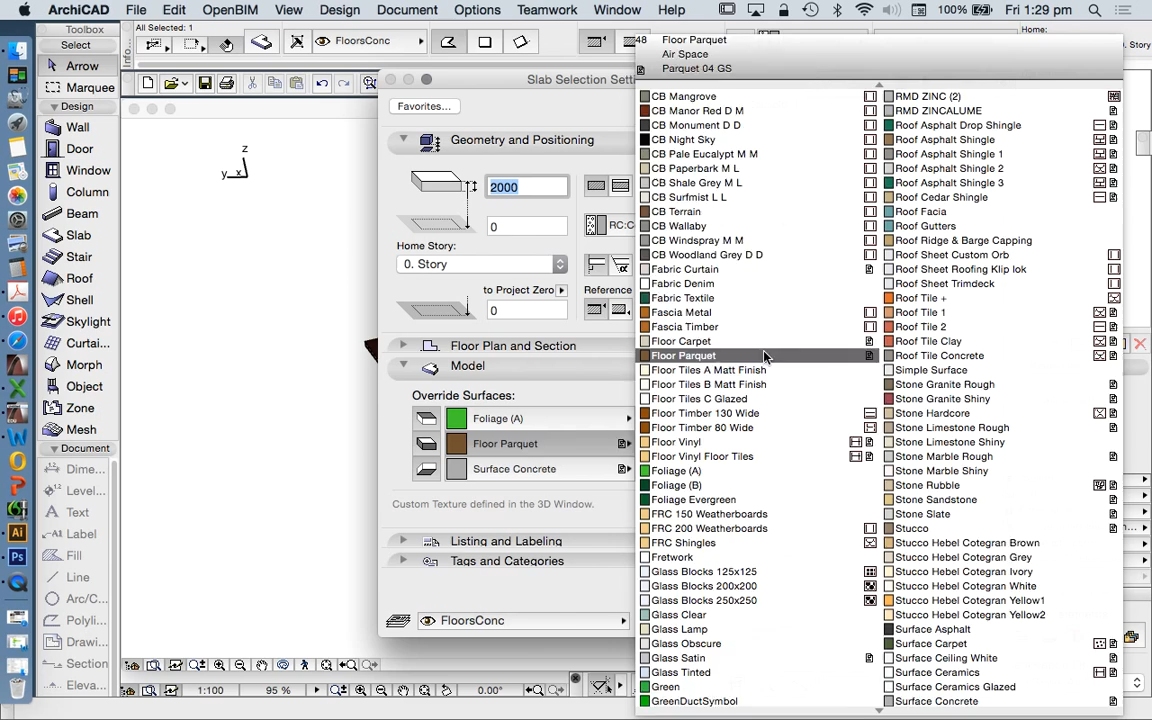 ArchiCAD File Edit OpenBIM View Design Document Options Teamwork Window Help 100% Fri 1:29 pm
Toolbox
Select
Arrow
Marquee
Design
Wall
Door
Window
Column
Beam
Slab
Stair
Roof
Shell
Skylight
Curtai...
Morph
Object
Zone
Mesh
Document
Dime...
Level...
Text
Label
Fill
Line
Arc/C...
Polyli...
Drawi...
Section
Eleva...
Info...
All Selected: 1
FloorsConc
Home:
. Story
z
y x
1:100
95 %
0.00°
Slab Selection Setti
Favorites...
Geometry and Positioning
2000
0
RC:C
Home Story:
0. Story
to Project Zero
Reference
0
Floor Plan and Section
Model
Override Surfaces:
Foliage (A)
Floor Parquet
Surface Concrete
Custom Texture defined in the 3D Window.
Listing and Labeling
Tags and Categories
FloorsConc
48 Floor Parquet
Air Space
Parquet 04 GS
CB Mangrove
CB Manor Red D M
CB Monument D D
CB Night Sky
CB Pale Eucalypt M M
CB Paperbark M L
CB Shale Grey M L
CB Surfmist L L
CB Terrain
CB Wallaby
CB Windspray M M
CB Woodland Grey D D
Fabric Curtain
Fabric Denim
Fabric Textile
Fascia Metal
Fascia Timber
Floor Carpet
Floor Parquet
Floor Tiles A Matt Finish
Floor Tiles B Matt Finish
Floor Tiles C Glazed
Floor Timber 130 Wide
Floor Timber 80 Wide
Floor Vinyl
Floor Vinyl Floor Tiles
Foliage (A)
Foliage (B)
Foliage Evergreen
FRC 150 Weatherboards
FRC 200 Weatherboards
FRC Shingles
Fretwork
Glass Blocks 125x125
Glass Blocks 200x200
Glass Blocks 250x250
Glass Clear
Glass Lamp
Glass Obscure
Glass Satin
Glass Tinted
Green
GreenDuctSymbol
RMD ZINC (2)
RMD ZINCALUME
Roof Asphalt Drop Shingle
Roof Asphalt Shingle
Roof Asphalt Shingle 1
Roof Asphalt Shingle 2
Roof Asphalt Shingle 3
Roof Cedar Shingle
Roof Facia
Roof Gutters
Roof Ridge & Barge Capping
Roof Sheet Custom Orb
Roof Sheet Roofing Klip lok
Roof Sheet Trimdeck
Roof Tile +
Roof Tile 1
Roof Tile 2
Roof Tile Clay
Roof Tile Concrete
Simple Surface
Stone Granite Rough
Stone Granite Shiny
Stone Hardcore
Stone Limestone Rough
Stone Limestone Shiny
Stone Marble Rough
Stone Marble Shiny
Stone Rubble
Stone Sandstone
Stone Slate
Stucco
Stucco Hebel Cotegran Brown
Stucco Hebel Cotegran Grey
Stucco Hebel Cotegran Ivory
Stucco Hebel Cotegran White
Stucco Hebel Cotegran Yellow1
Stucco Hebel Cotegran Yellow2
Surface Asphalt
Surface Carpet
Surface Ceiling White
Surface Ceramics
Surface Ceramics Glazed
Surface Concrete